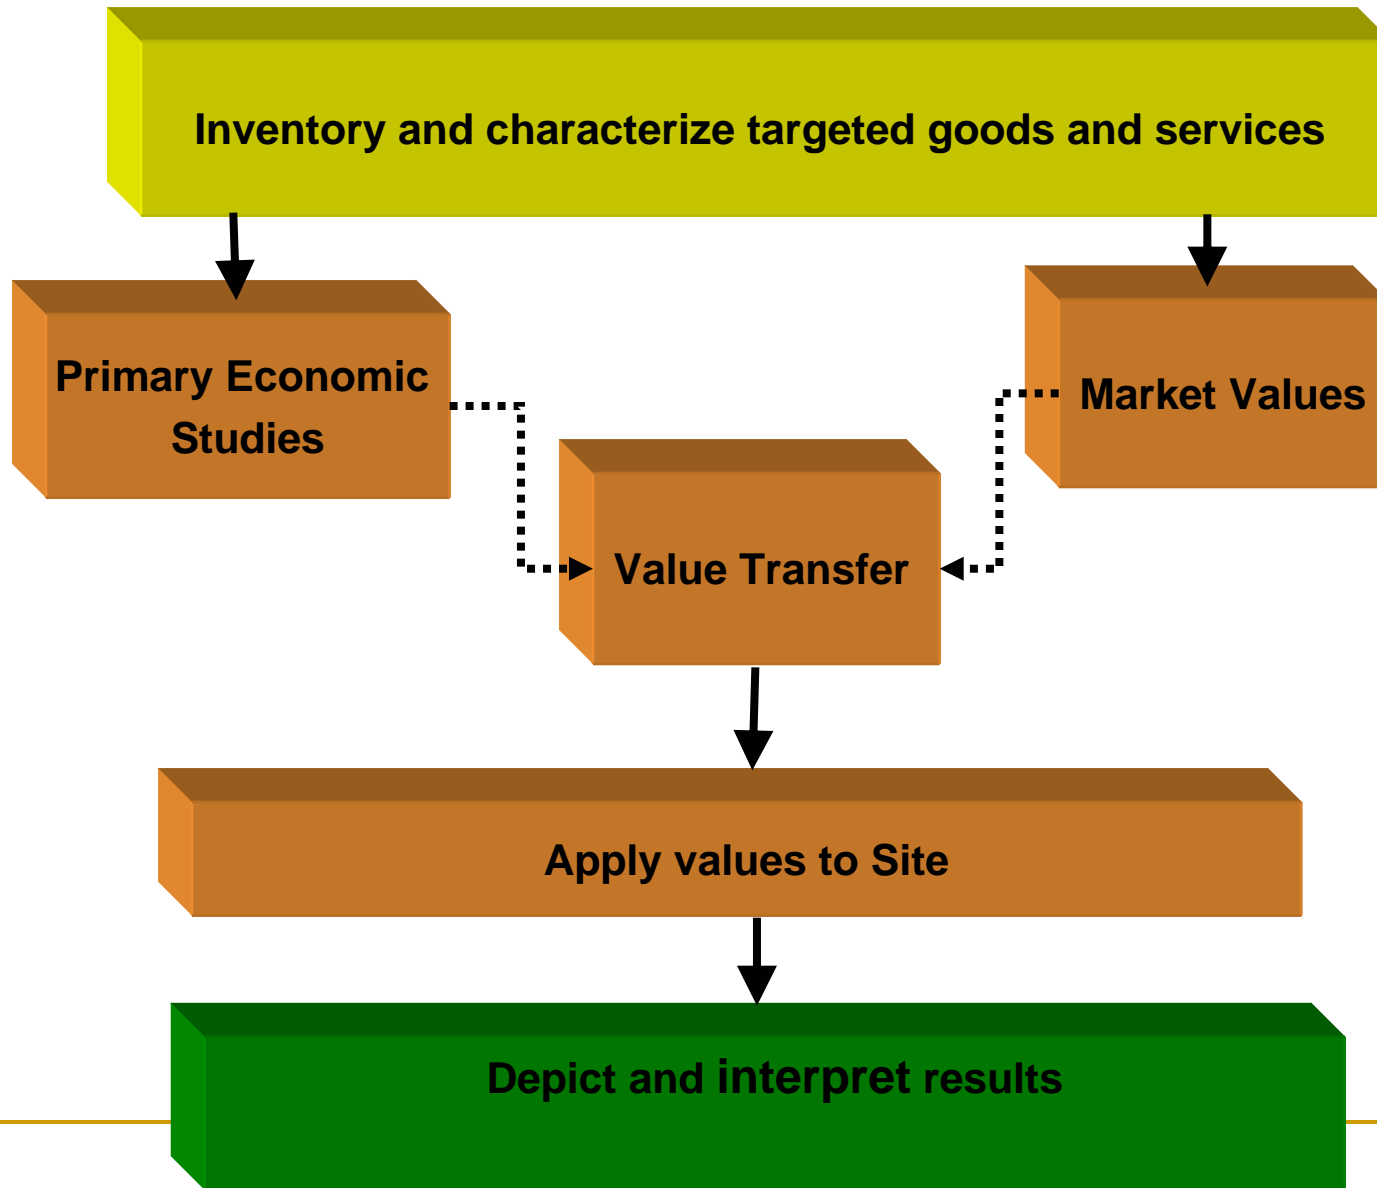 Inventory and characterize targeted goods and services
Primary Economic
Studies
Market Values
Value Transfer
Apply values to Site
Depict and interpret results